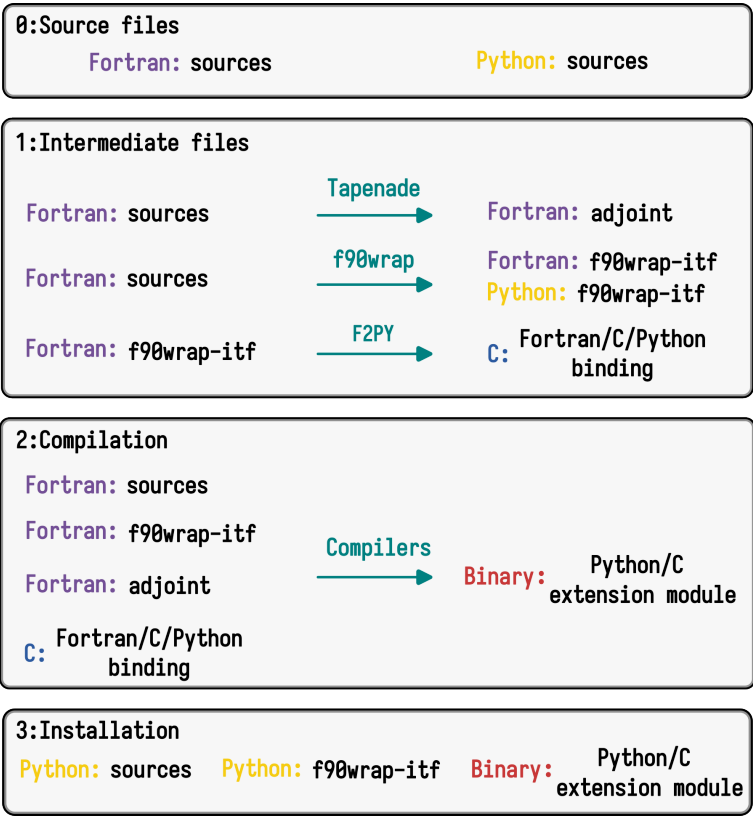 0:Source files
Fortran: sources
Python: sources
1:Intermediate files
Fortran: sources
Tapenade
Fortran: adjoint
Fortran: sources
f90wrap
Fortran: f90wrap-itf
Python: f90wrap-itf
Fortran: f90wrap-itf
F2PY
C: Fortran/C/Python
binding
2:Compilation
Fortran: sources
Fortran: f90wrap-itf
Fortran: adjoint
C: Fortran/C/Python
binding
Compilers
Binary: Python/C
extension module
3:Installation
Python: sources
Python: f90wrap-itf
Binary: Python/C
extension module